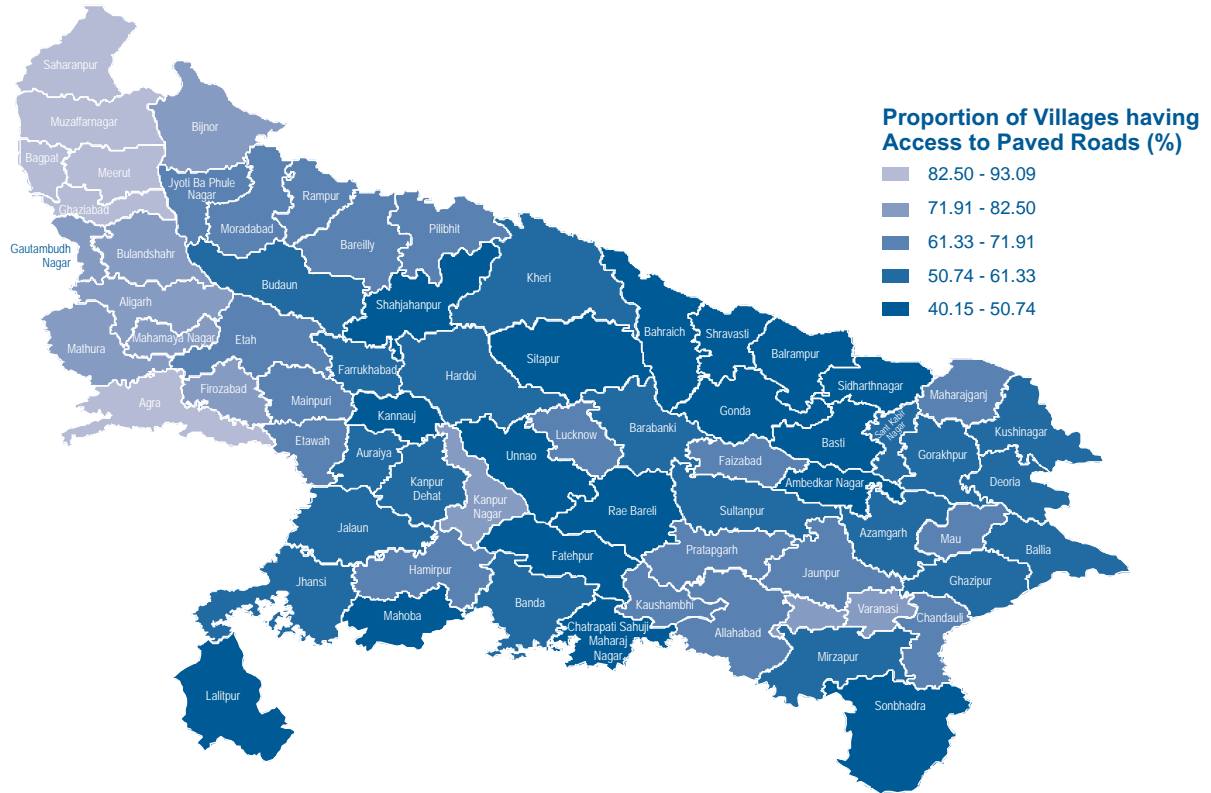 Saharanpur
Muzaffarnagar
Bijnor
Bagpat
Meerut
Jyoti Ba Phule
Nagar
Ghaziabad
Rampur
Moradabad
Bareilly
Pilibhit
Gautambudh
Nagar
Bulandshahr
Budaun
Kheri
Aligarh
Shahjahanpur
Mahamaya Nagar
Etah
Mathura
Bahraich
Shravasti
Balrampur
Sitapur
Farrukhabad
Hardoi
Sidharthnagar
Firozabad
Agra
Mainpuri
Maharajganj
Kannauj
Gonda
Sant Kabir
Nagar
Lucknow
Barabanki
Basti
Kushinagar
Etawah
Auraiya
Unnao
Faizabad
Gorakhpur
Kanpur
Dehat
Ambedkar Nagar
Deoria
Kanpur
Nagar
Rae Bareli
Sultanpur
Jalaun
Azamgarh
Mau
Ballia
Fatehpur
Pratapgarh
Hamirpur
Jaunpur
Jhansi
Ghazipur
Banda
Kaushambhi
Varanasi
Mahoba
Chandauli
Chatrapati Sahuji
Maharaj
Nagar
Allahabad
Mirzapur
Lalitpur
Sonbhadra
Proportion of Villages having
Access to Paved Roads (%)
82.50 - 93.09
71.91 - 82.50
61.33 - 71.91
50.74 - 61.33
40.15 - 50.74